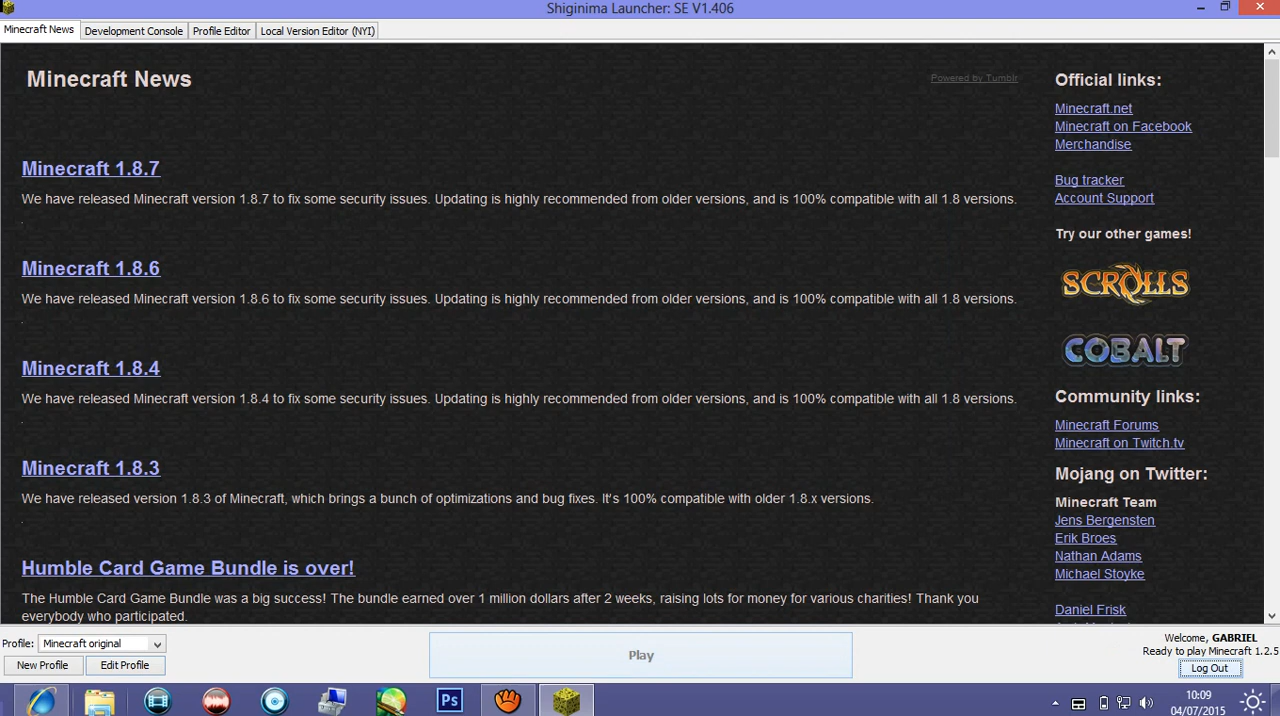 Shiginima Launcher: SE V1.406
Minecraft News
Development Console
Profile Editor
Local Version Editor (NYI)
Minecraft News
Powered by Tumblr
Minecraft 1.8.7
We have released Minecraft version 1.8.7 to fix some security issues. Updating is highly recommended from older versions, and is 100% compatible with all 1.8 versions.
Minecraft 1.8.6
We have released Minecraft version 1.8.6 to fix some security issues. Updating is highly recommended from older versions, and is 100% compatible with all 1.8 versions.
Minecraft 1.8.4
We have released Minecraft version 1.8.4 to fix some security issues. Updating is highly recommended from older versions, and is 100% compatible with all 1.8 versions.
Minecraft 1.8.3
We have released version 1.8.3 of Minecraft, which brings a bunch of optimizations and bug fixes. It's 100% compatible with older 1.8.x versions.
Humble Card Game Bundle is over!
The Humble Card Game Bundle was a big success! The bundle earned over 1 million dollars after 2 weeks, raising lots for money for various charities! Thank you
everybody who participated.
Official links:
Minecraft.net
Minecraft on Facebook
Merchandise
Bug tracker
Account Support
Try our other games!
SCROLLS
COBALT
Community links:
Minecraft Forums
Minecraft on Twitch.tv
Mojang on Twitter:
Minecraft Team
Jens Bergensten
Erik Broes
Nathan Adams
Michael Stoyke
Daniel Frisk
Profile:
Minecraft original
New Profile
Edit Profile
Play
Welcome, GABRIEL
Ready to play Minecraft 1.2.5
Log Out
Ps
10:09
04/07/2015